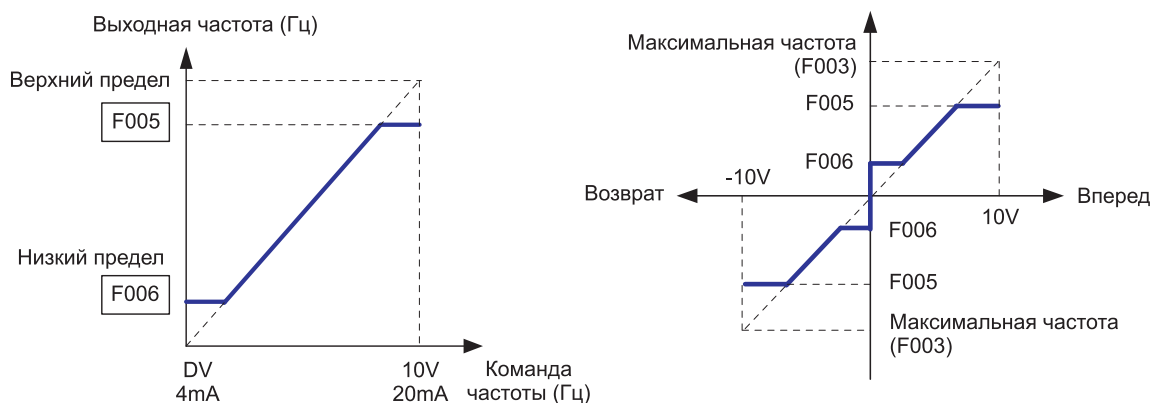 Выходная частота (Гц)
Верхний предел
F005
Низкий предел
F006
DV
4mA
10V
20mA
Команда
частоты (Гц)
Максимальная частота
(F003)
F005
F006
-10V
Возврат
Вперед
10V
F006
F005
Максимальная частота
(F003)